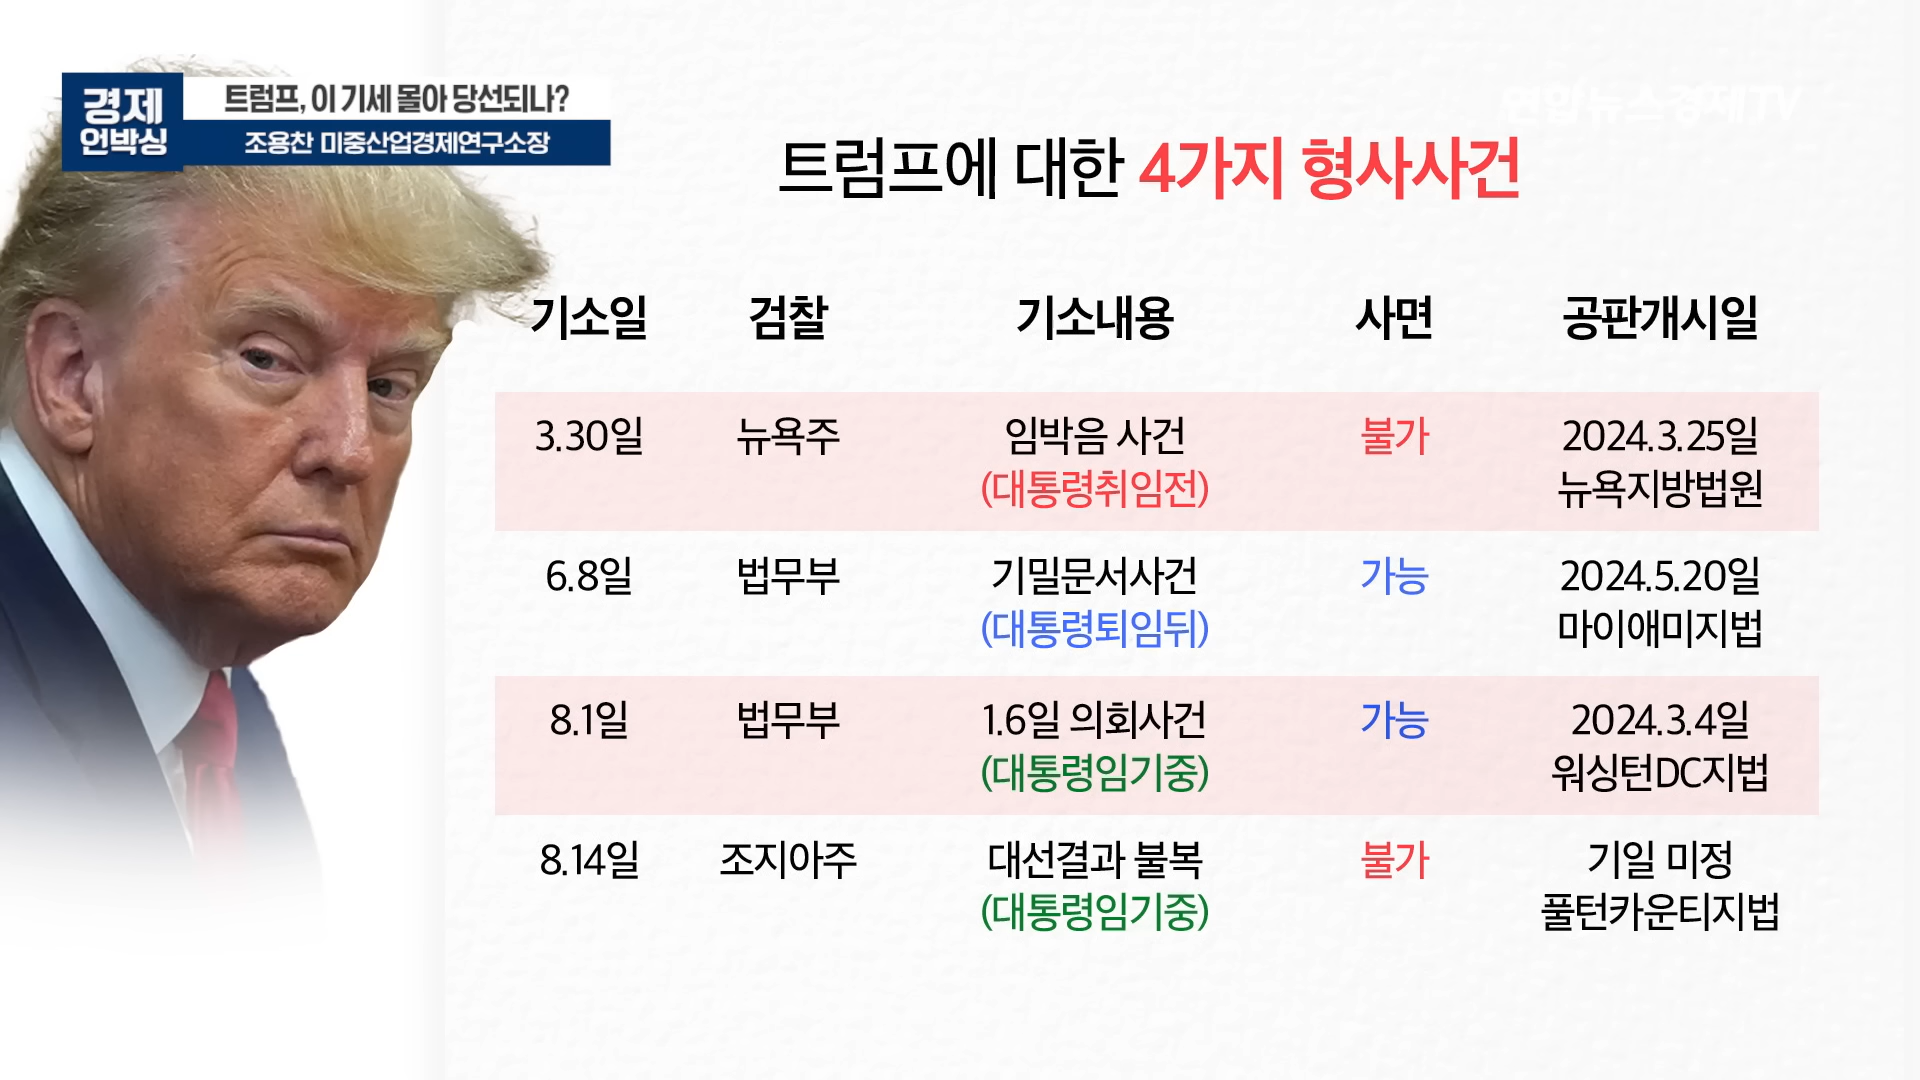 경제
언박싱
트럼프, 이 기세 몰아 당선되나?
조용찬 미중산업경제연구소장
연합뉴스경제TV
트럼프에 대한 4가지 형사사건
기소일 검찰 기소내용 사면 공판개시일
3.30일 뉴욕주 임박음 사건 불가 2024.3.25일
(대통령취임전) 뉴욕지방법원
6.8일 법무부 기밀문서사건 가능 2024.5.20일
(대통령퇴임뒤) 마이애미지법
8.1일 법무부 1.6일 의회사건 가능 2024.3.4일
(대통령임기중) 워싱턴DC지법
8.14일 조지아주 대선결과 불복 불가 기일 미정
(대통령임기중) 풀턴카운티지법